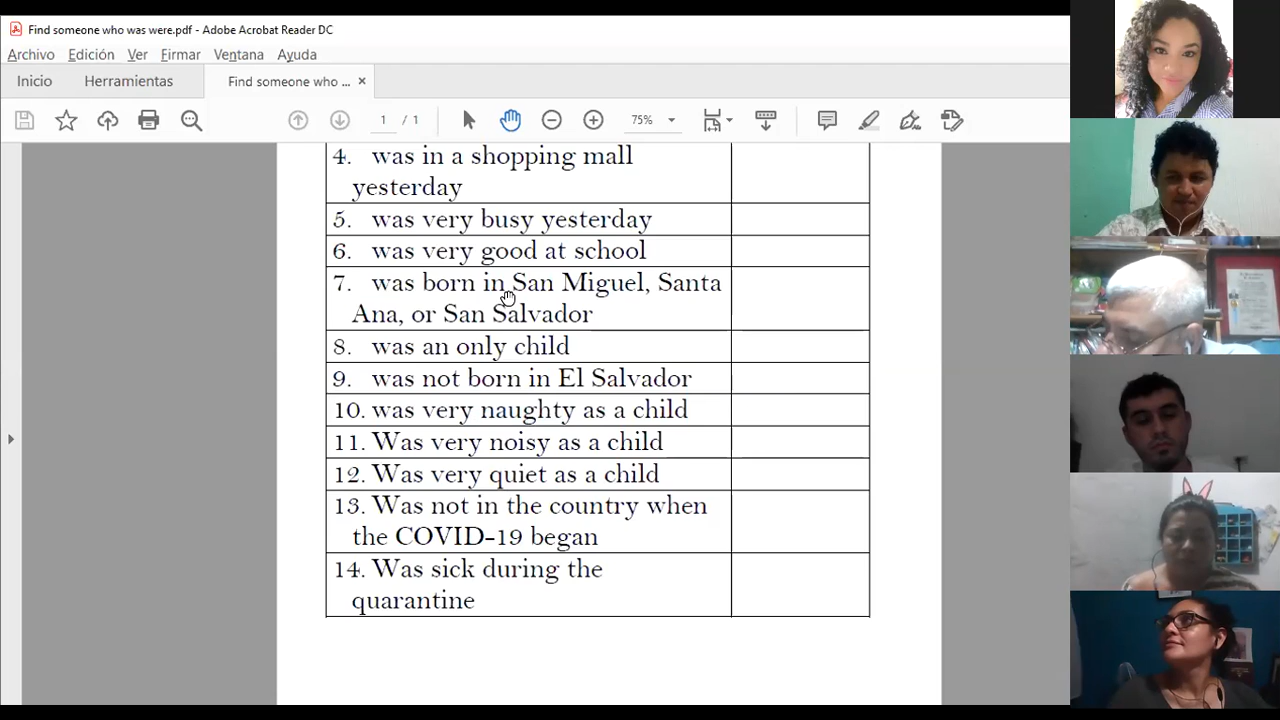 Find someone who was were.pdf - Adobe Acrobat Reader DC
Archivo Edición Ver Firmar Ventana Ayuda
Inicio Herramientas Find someone who ... ×
1 / 1 75%
4. was in a shopping mall
yesterday
5. was very busy yesterday
6. was very good at school
7. was born in San Miguel, Santa
Ana, or San Salvador
8. was an only child
9. was not born in El Salvador
10. was very naughty as a child
11. Was very noisy as a child
12. Was very quiet as a child
13. Was not in the country when
the COVID-19 began
14. Was sick during the
quarantine